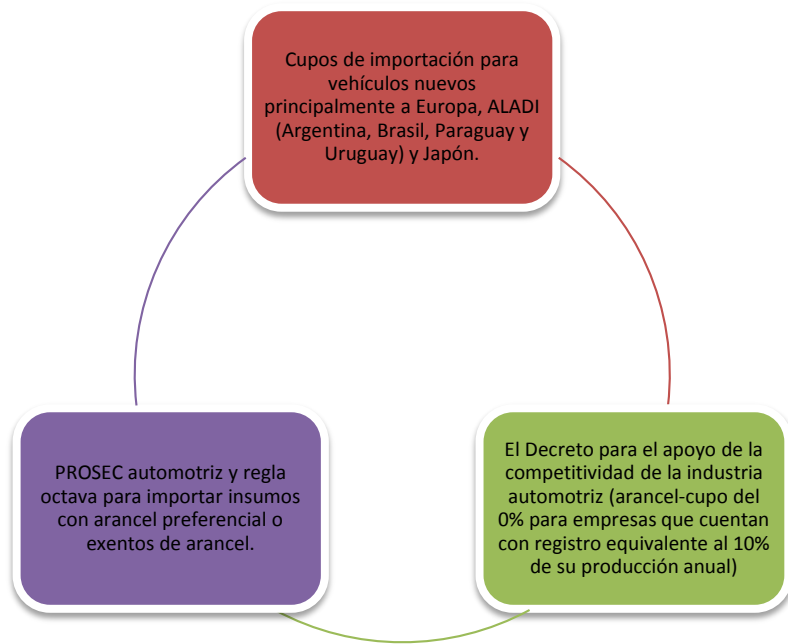 Cupos de importación para
vehículos nuevos
principalmente a Europa, ALADI
(Argentina, Brasil, Paraguay y
Uruguay) y Japón.
PROSEC automotriz y regla
octava para importar insumos
con arancel preferencial o
exentos de arancel.
El Decreto para el apoyo de la
competitividad de la industria
automotriz (arancel-cupo del
0% para empresas que cuentan
con registro equivalente al 10%
de su producción anual)